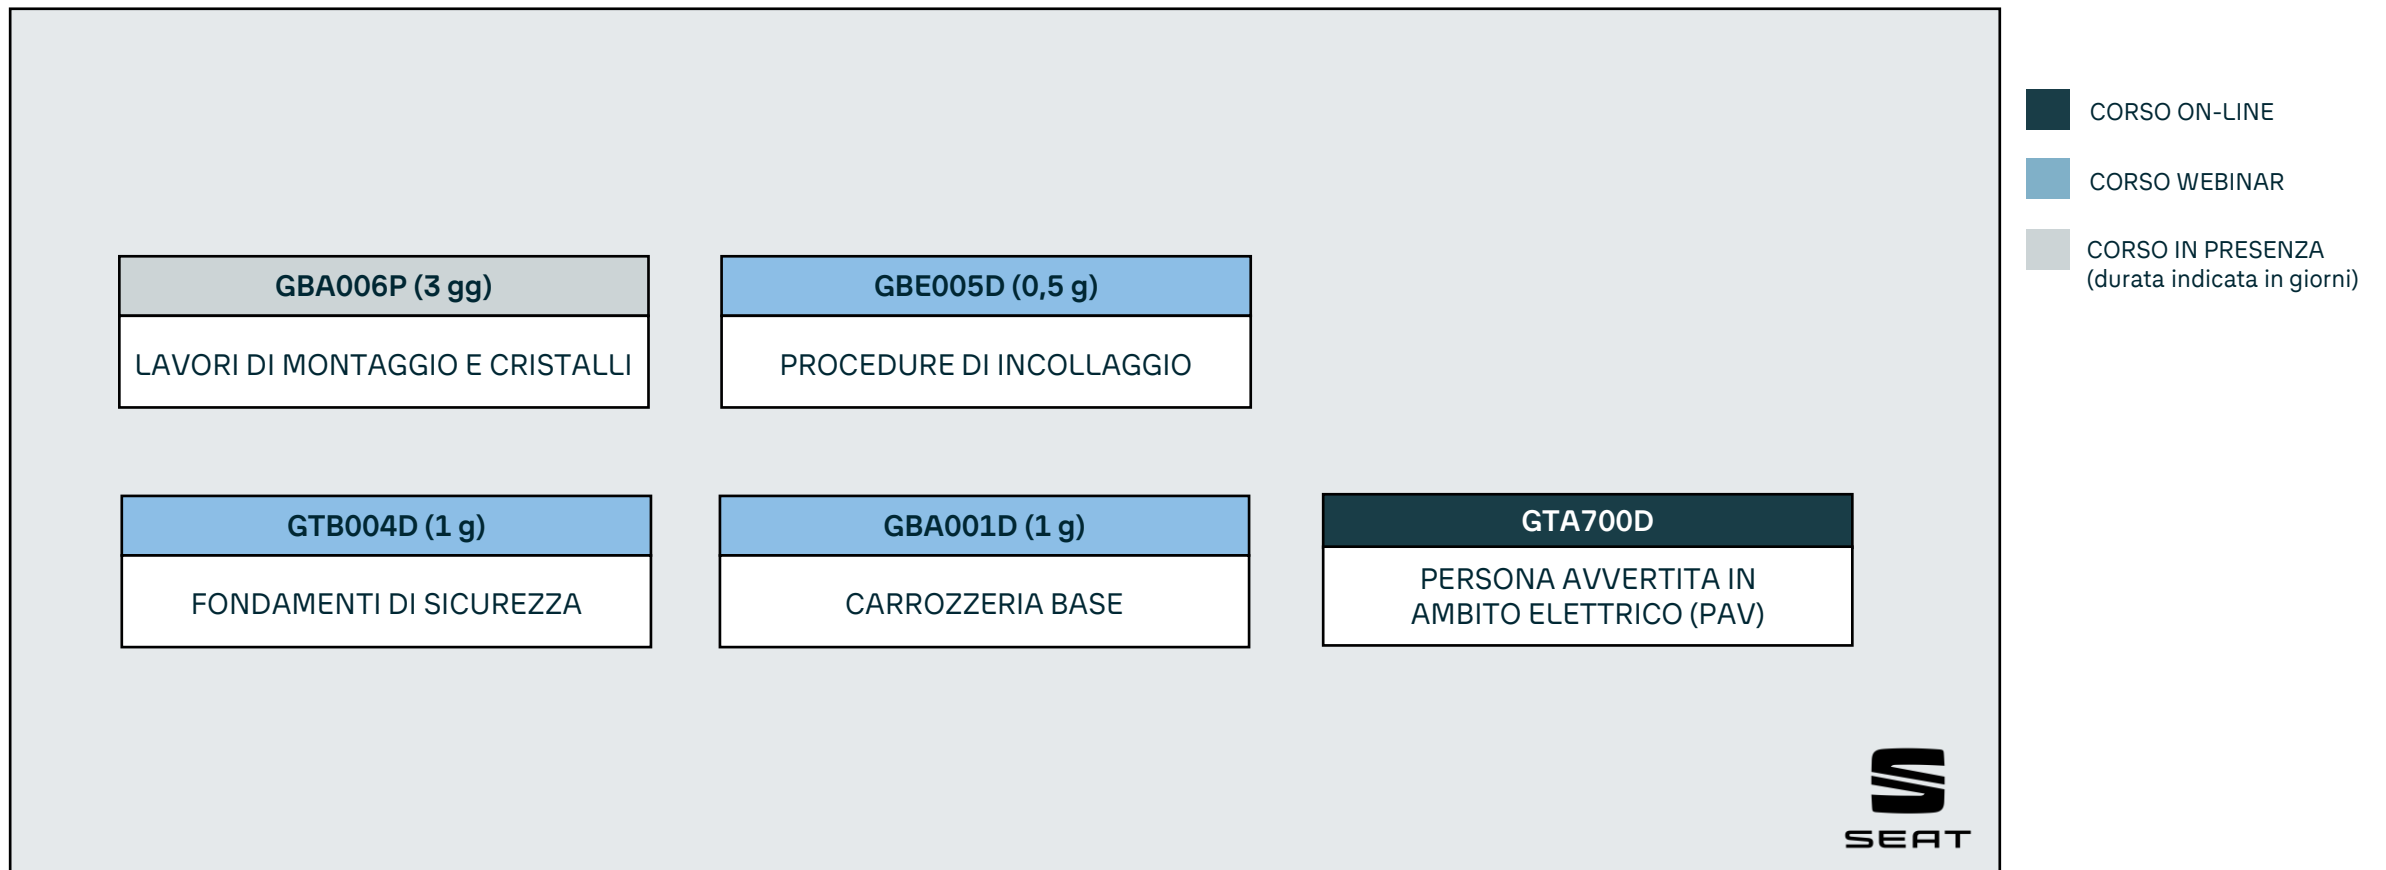 CORSO ON-LINE
CORSO WEBINAR
CORSO IN PRESENZA
(durata indicata in giorni)
GBA006P (3 gg)
LAVORI DI MONTAGGIO E CRISTALLI
GBE005D (0,5 g)
PROCEDURE DI INCOLLAGGIO
GTB004D (1 g)
FONDAMENTI DI SICUREZZA
GBA001D (1 g)
CARROZZERIA BASE
GTA700D
PERSONA AVVERTITA IN
AMBITO ELETTRICO (PAV)
SEAT